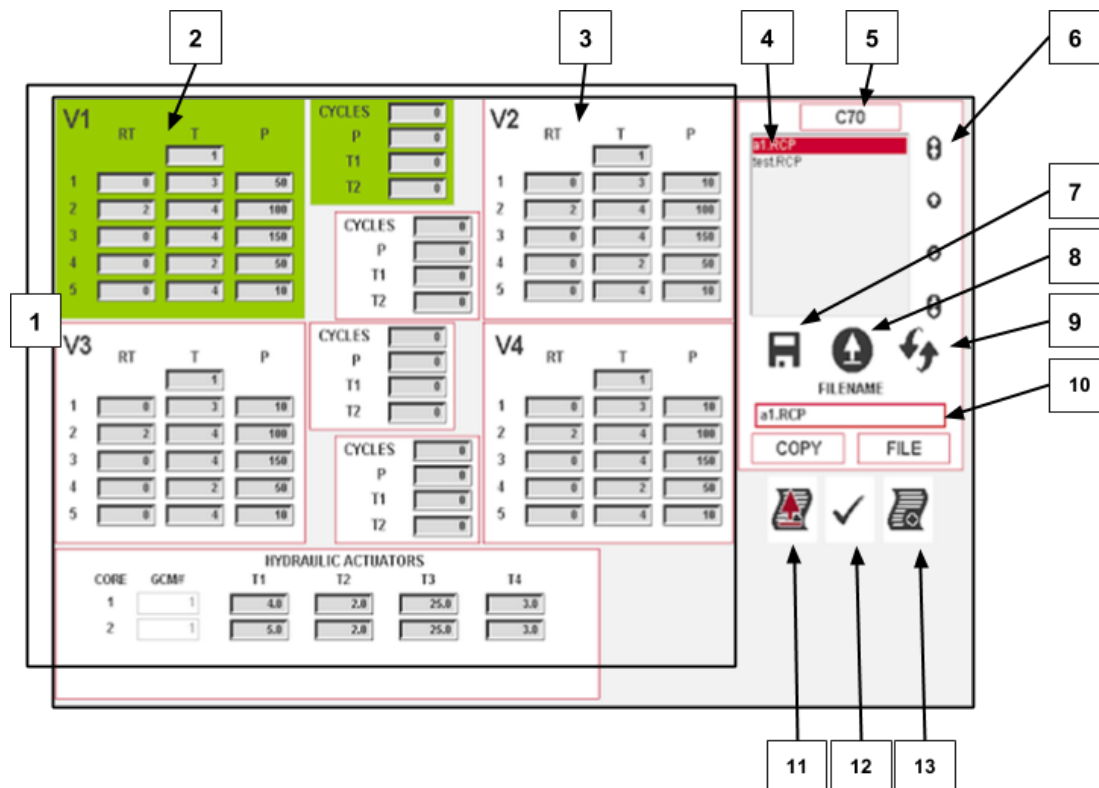 2
3
4
5
6
V1
RT T P
1
1 0 3 50
2 2 4 100
3 0 4 150
4 0 2 50
5 0 4 10
CYCLES 0
P 0
T1 0
T2 0
CYCLES 0
P 0
T1 0
T2 0
V2
RT T P
1
1 0 3 10
2 2 4 100
3 0 4 150
4 0 2 50
5 0 4 10
C70
a1.RCP
test.RCP
7
8
1
9
V3
RT T P
1
1 0 3 10
2 2 4 100
3 0 4 150
4 0 2 50
5 0 4 10
CYCLES 0
P 0
T1 0
T2 0
CYCLES 0
P 0
T1 0
T2 0
V4
RT T P
1
1 0 3 10
2 2 4 100
3 0 4 150
4 0 2 50
5 0 4 10
FILENAME
a1.RCP
10
COPY FILE
HYDRAULIC ACTUATORS
CORE GCM# T1 T2 T3 T4
1 1 4.0 2.0 25.0 3.0
2 1 5.0 2.0 25.0 3.0
11
12
13